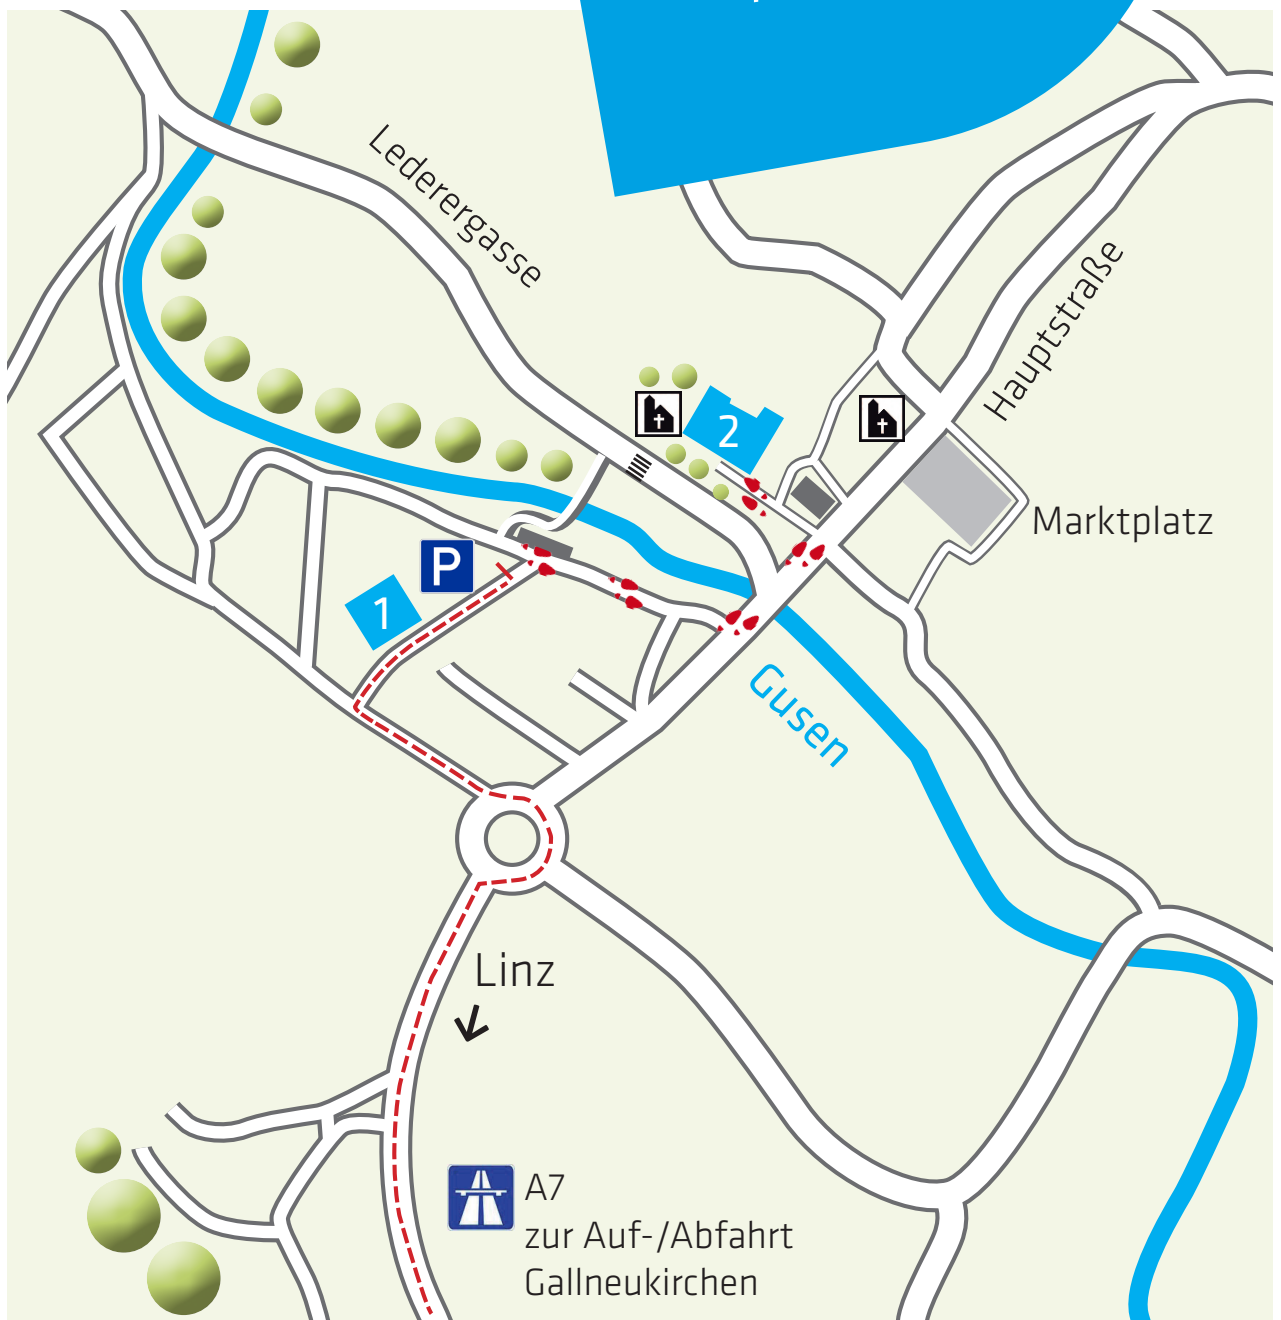 Lederergasse
Hauptstraße
2
Marktplatz
P
1
Gusen
Linz
A7
zur Auf-/Abfahrt
Gallneukirchen